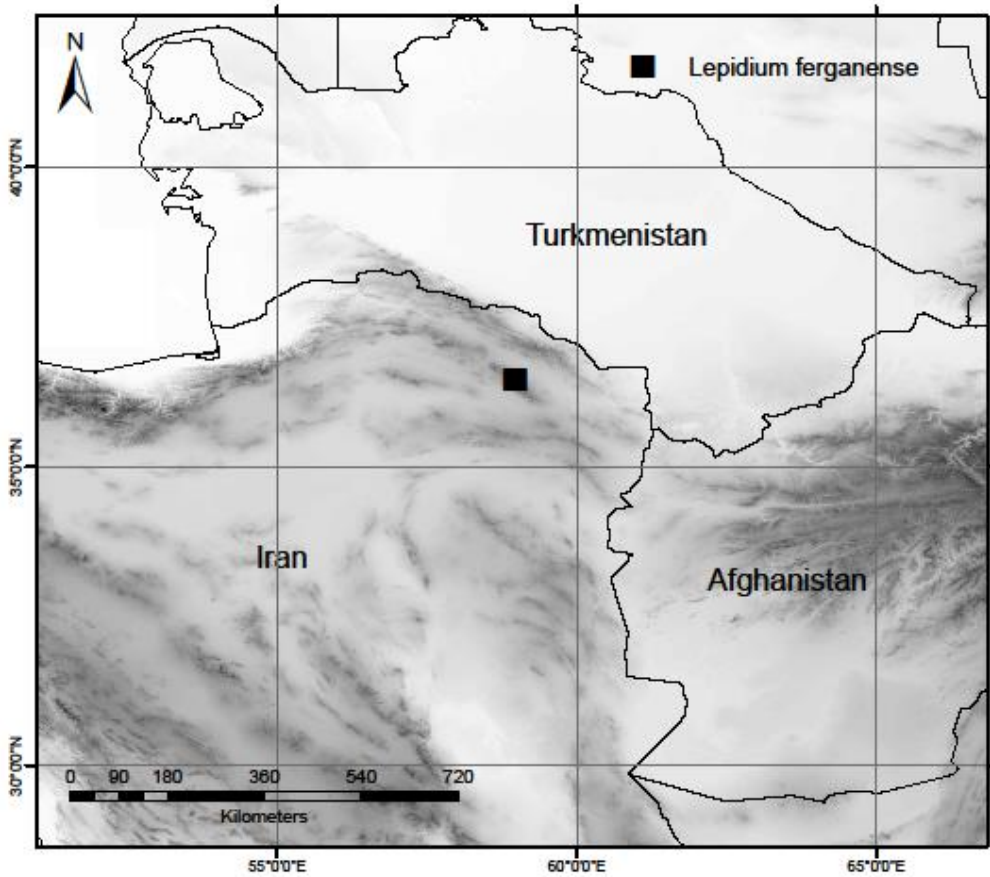 N
Lepidium ferganense
40°0'0"N
Turkmenistan
35°0'0"N
Iran
Afghanistan
30°0'0"N
0 90 180 360 540 720
Kilometers
55°0'0"E 60°0'0"E 65°0'0"E